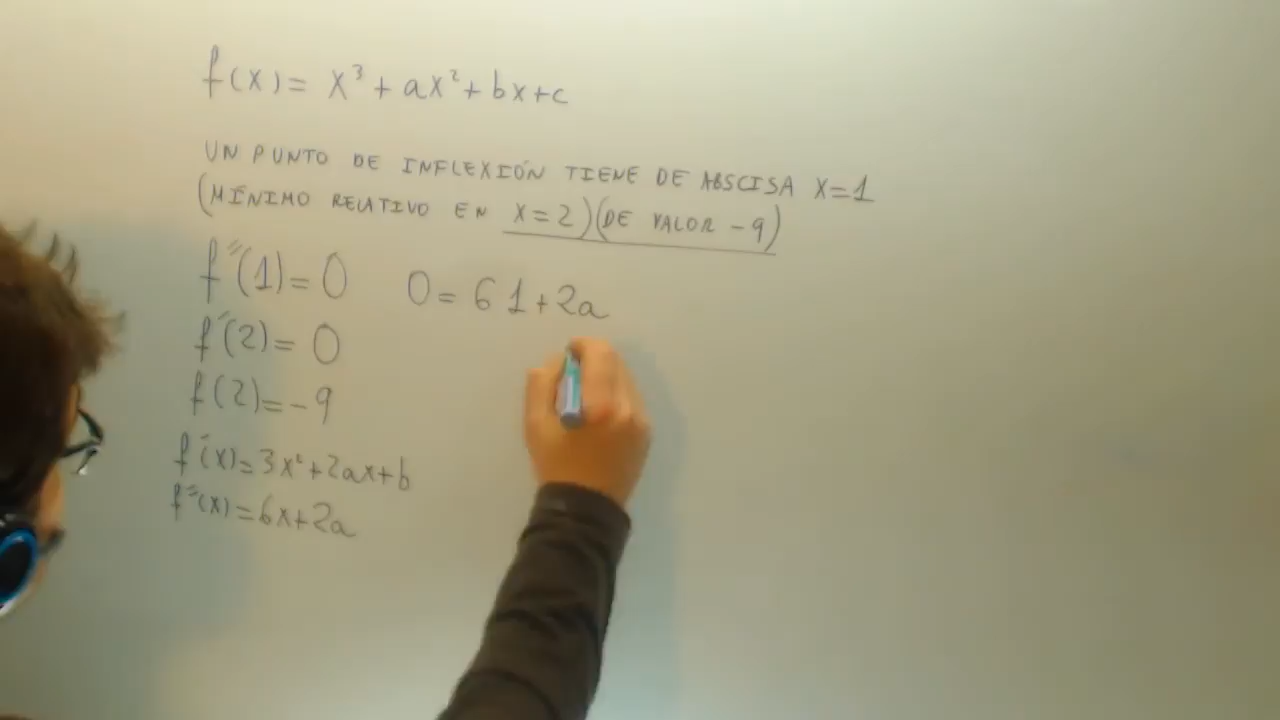 f(x) = x³ + ax² + bx + c
UN PUNTO DE INFLEXIÓN TIENE DE ABSCISA X=1
(MÍNIMO RELATIVO EN X=2)(DE VALOR -9)
f''(1) = 0 0 = 6 1 + 2a
f'(2) = 0
f(2) = -9
f'(x) = 3x² + 2ax + b
f''(x) = 6x + 2a